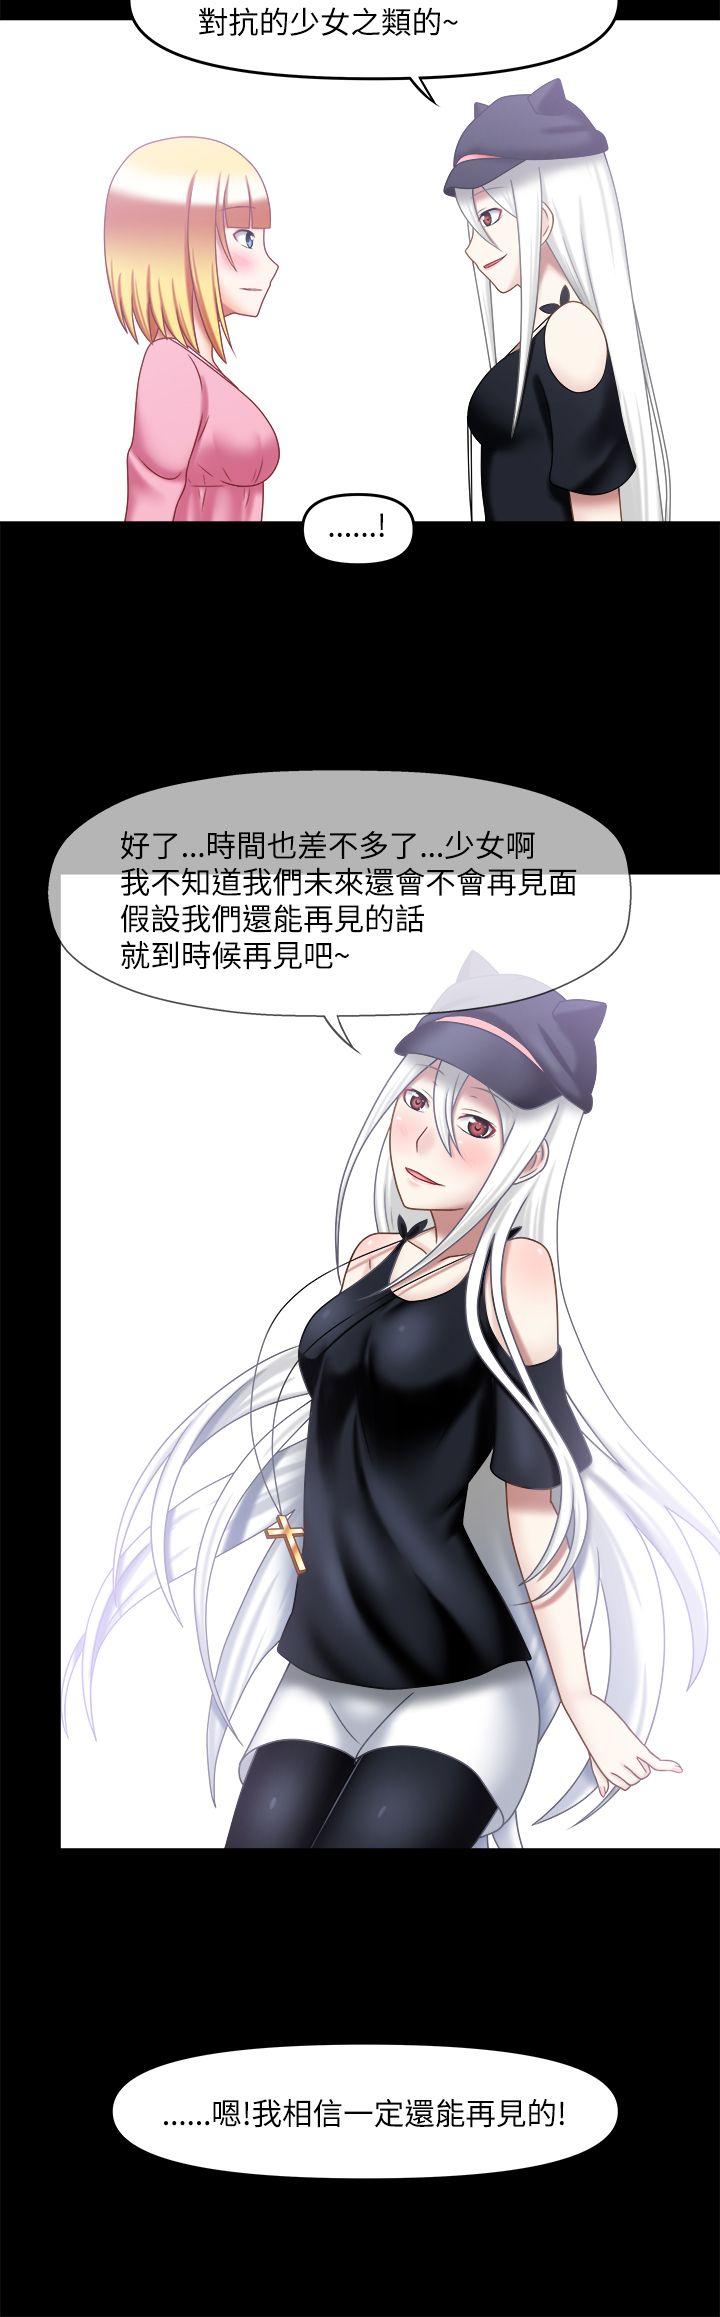 對抗的少女之類的~
......!
好了...時間也差不多了...少女啊
我不知道我們未來還會不會再見面
假設我們還能再見的話
就到時候再見吧~
......嗯!我相信一定還能再見的!